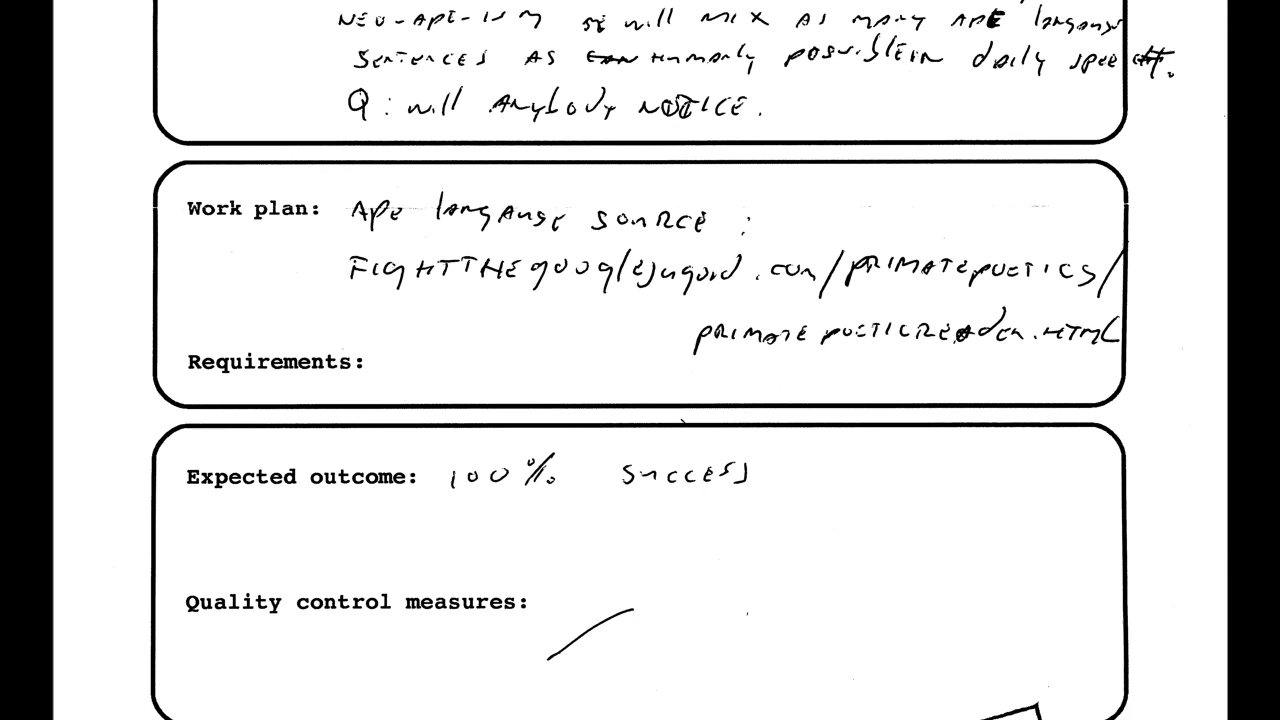 NEO-APE-ISM we will mix AS many APE language
Sentences AS Humanly possible in daily speech.
Q: will ANybody NOTICE.
Work plan: APE language source:
FIGHTTHEgooglejugord.com/PRIMATEPOETICS/
PRIMATEPOETICREADER.HTML
Requirements:
Expected outcome: 100% Success
Quality control measures: